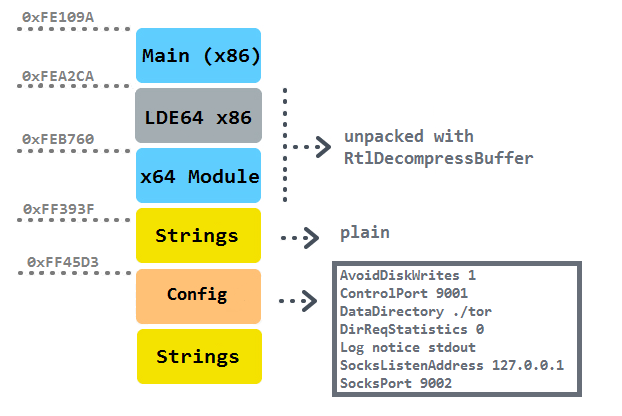 0xFE109A
Main (x86)
0xFEA2CA
LDE64 x86
0xFEB760
unpacked with
RtlDecompressBuffer
x64 Module
0xFF393F
Strings
plain
0xFF45D3
Config
AvoidDiskWrites 1
ControlPort 9001
DataDirectory ./tor
DirReqStatistics 0
Log notice stdout
SocksListenAddress 127.0.0.1
SocksPort 9002
Strings